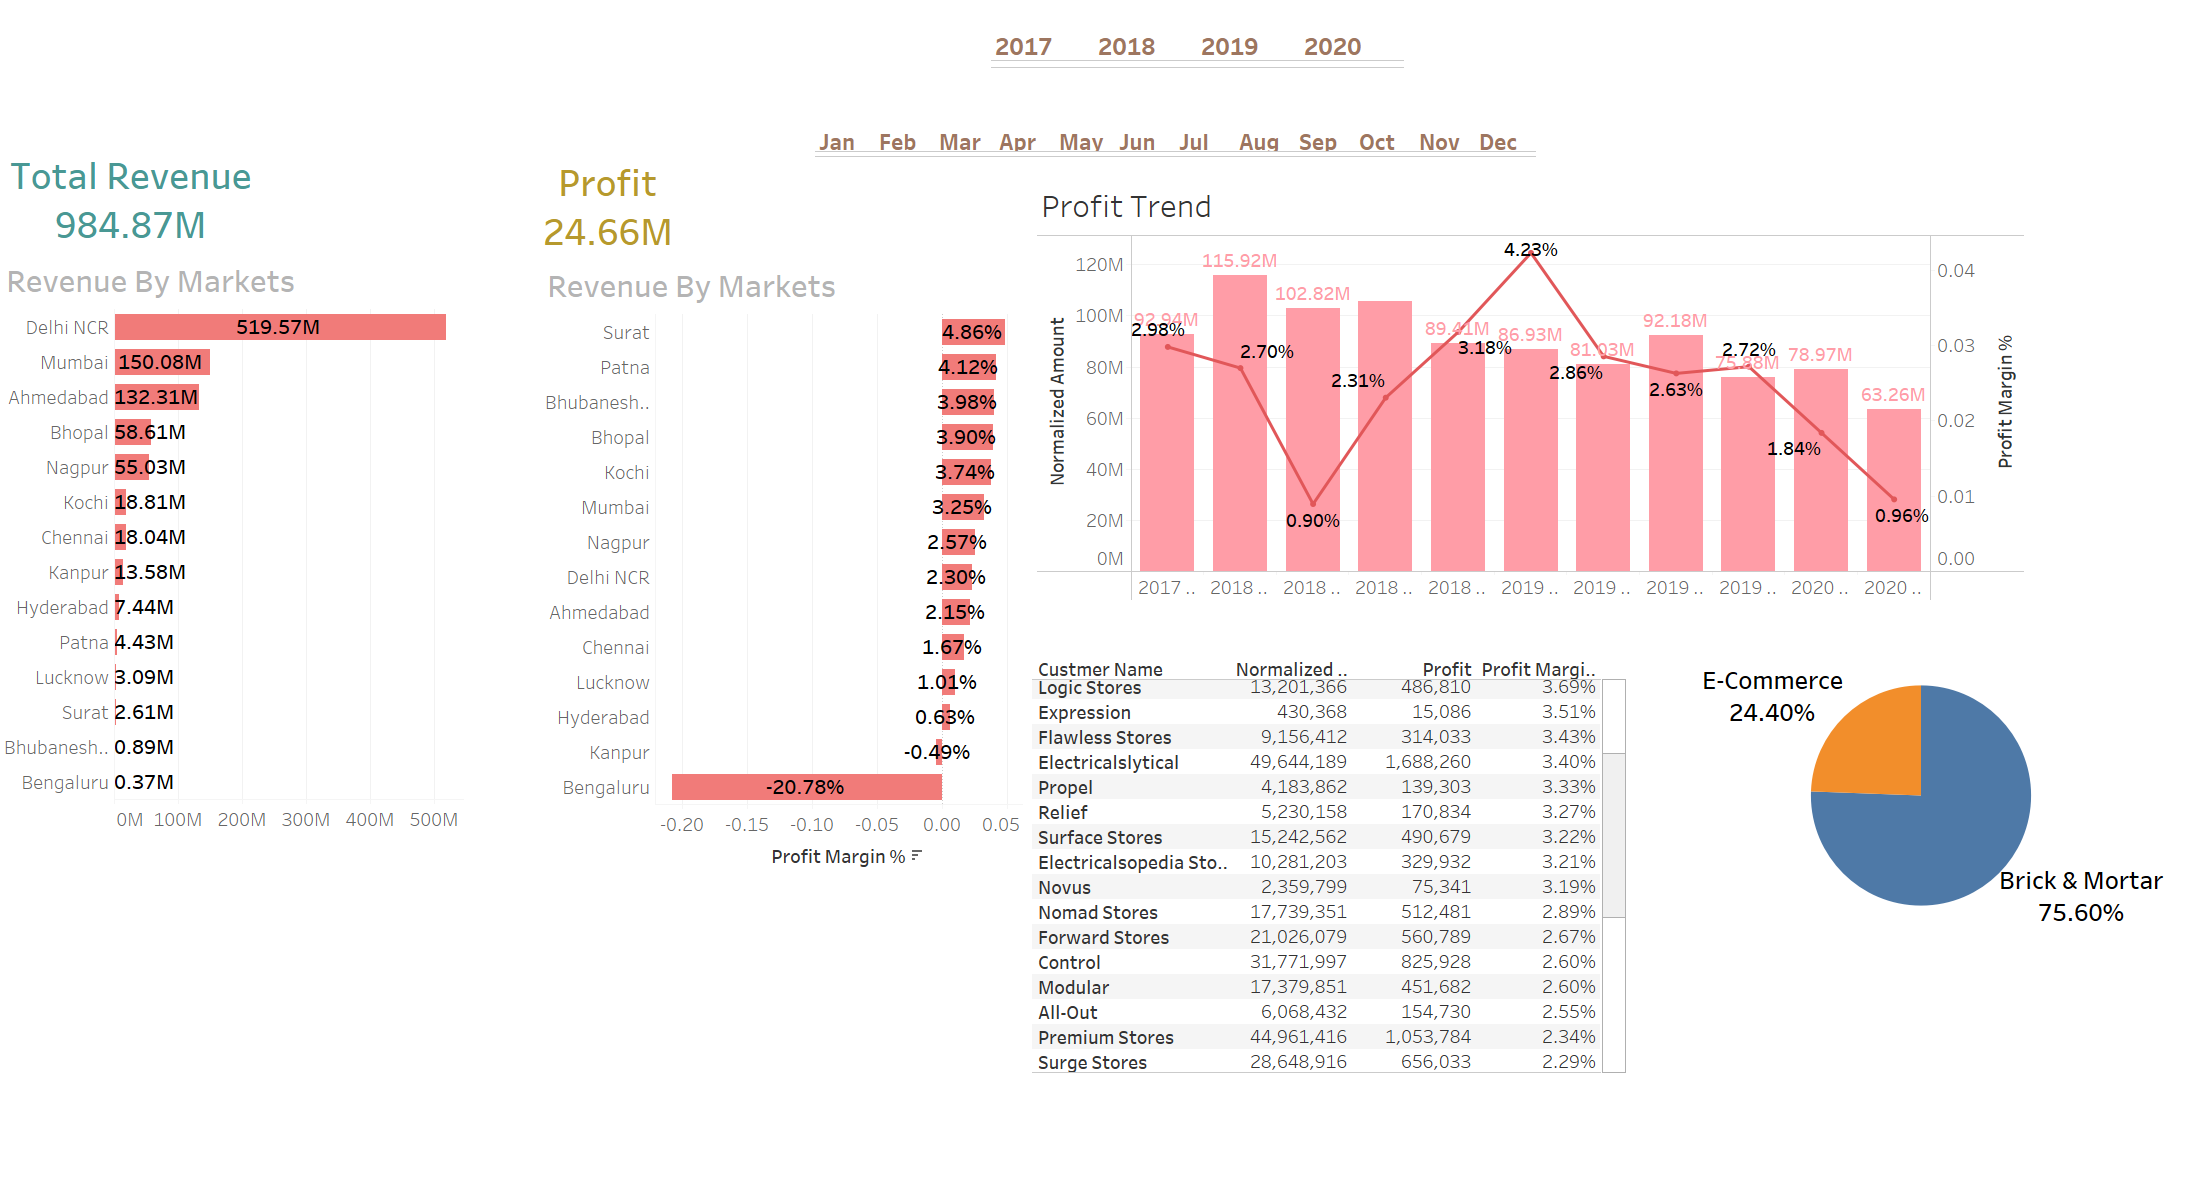 2017 2018 2019 2020
Jan Feb Mar Apr May Jun Jul Aug Sep Oct Nov Dec
Total Revenue
984.87M
Revenue By Markets
Delhi NCR 519.57M
Mumbai 150.08M
Ahmedabad 132.31M
Bhopal 58.61M
Nagpur 55.03M
Kochi 18.81M
Chennai 18.04M
Kanpur 13.58M
Hyderabad 7.44M
Patna 4.43M
Lucknow 3.09M
Surat 2.61M
Bhubanesh.. 0.89M
Bengaluru 0.37M
0M 100M 200M 300M 400M 500M
Profit
24.66M
Revenue By Markets
Surat 4.86%
Patna 4.12%
Bhubanesh.. 3.98%
Bhopal 3.90%
Kochi 3.74%
Mumbai 3.25%
Nagpur 2.57%
Delhi NCR 2.30%
Ahmedabad 2.15%
Chennai 1.67%
Lucknow 1.01%
Hyderabad 0.63%
Kanpur -0.49%
Bengaluru -20.78%
-0.20 -0.15 -0.10 -0.05 0.00 0.05
Profit Margin %
Profit Trend
Normalized Amount
120M
100M
80M
60M
40M
20M
0M
92.94M 115.92M 102.82M 89.41M 86.93M 81.03M 92.18M 75.88M 78.97M 63.26M
2.98% 2.70% 0.90% 2.31% 3.18% 4.23% 2.86% 2.63% 2.72% 1.84% 0.96%
0.04
0.03
0.02
0.01
0.00
Profit Margin %
2017 .. 2018 .. 2018 .. 2018 .. 2018 .. 2019 .. 2019 .. 2019 .. 2019 .. 2020 .. 2020 ..
Custmer Name Normalized .. Profit Profit Margi..
Logic Stores 13,201,366 486,810 3.69%
Expression 430,368 15,086 3.51%
Flawless Stores 9,156,412 314,033 3.43%
Electricalslytical 49,644,189 1,688,260 3.40%
Propel 4,183,862 139,303 3.33%
Relief 5,230,158 170,834 3.27%
Surface Stores 15,242,562 490,679 3.22%
Electricalsopedia Sto.. 10,281,203 329,932 3.21%
Novus 2,359,799 75,341 3.19%
Nomad Stores 17,739,351 512,481 2.89%
Forward Stores 21,026,079 560,789 2.67%
Control 31,771,997 825,928 2.60%
Modular 17,379,851 451,682 2.60%
All-Out 6,068,432 154,730 2.55%
Premium Stores 44,961,416 1,053,784 2.34%
Surge Stores 28,648,916 656,033 2.29%
E-Commerce
24.40%
Brick & Mortar
75.60%